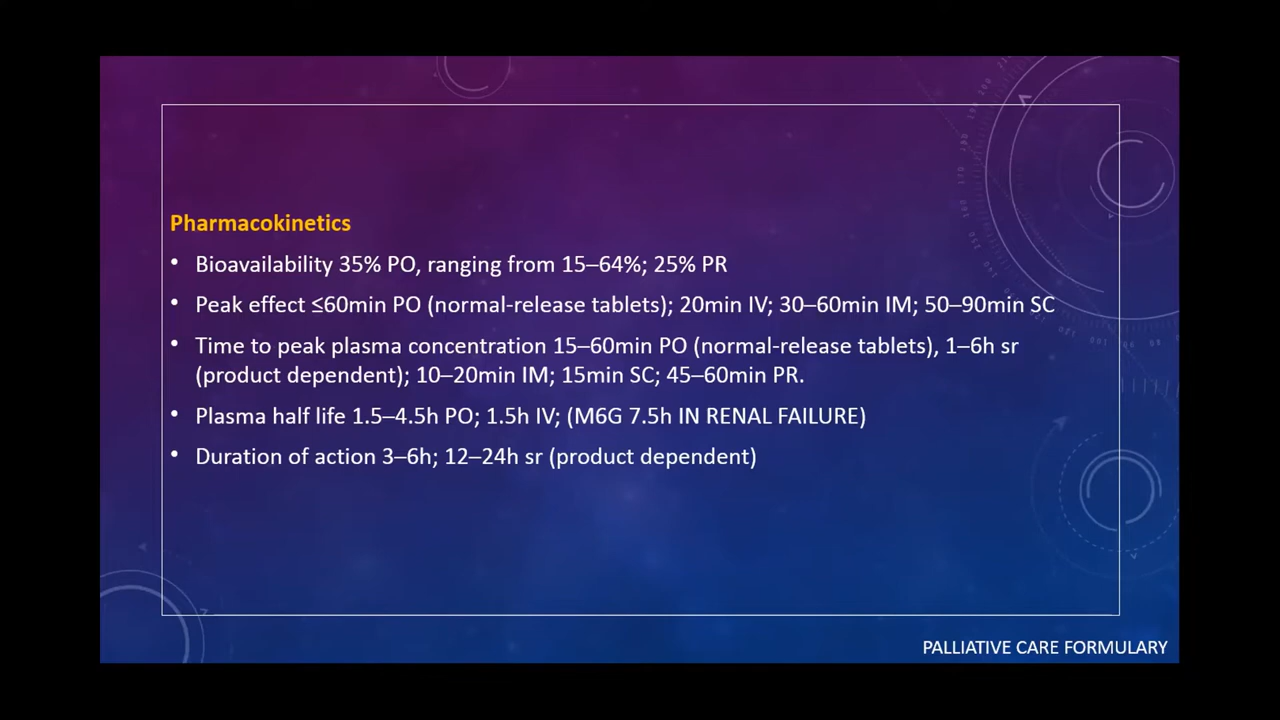 Pharmacokinetics
• Bioavailability 35% PO, ranging from 15–64%; 25% PR
• Peak effect ≤60min PO (normal-release tablets); 20min IV; 30–60min IM; 50–90min SC
• Time to peak plasma concentration 15–60min PO (normal-release tablets), 1–6h sr
(product dependent); 10–20min IM; 15min SC; 45–60min PR.
• Plasma half life 1.5–4.5h PO; 1.5h IV; (M6G 7.5h IN RENAL FAILURE)
• Duration of action 3–6h; 12–24h sr (product dependent)
PALLIATIVE CARE FORMULARY